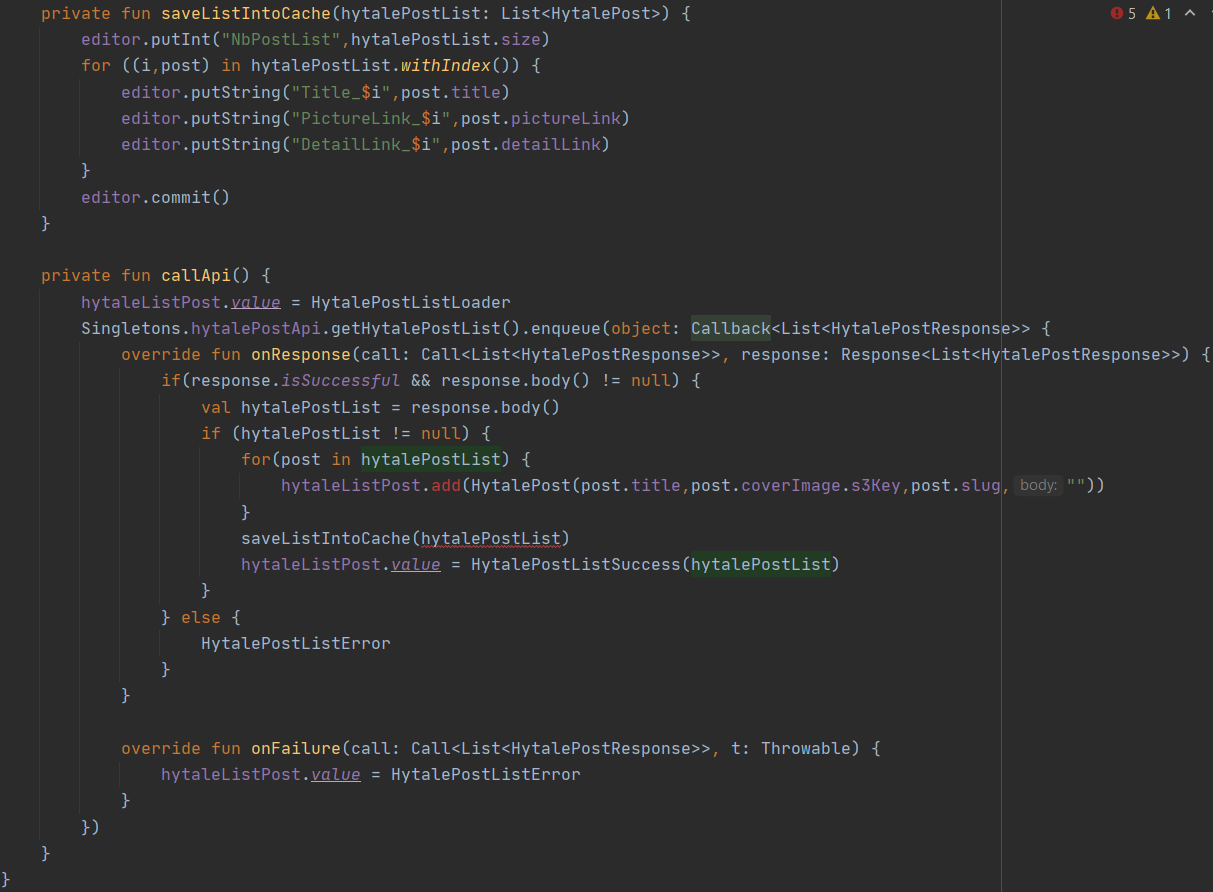 private fun saveListIntoCache(hytalePostList: List<HytalePost>) {
5 1
editor.putInt("NbPostList",hytalePostList.size)
for ((i,post) in hytalePostList.withIndex()) {
editor.putString("Title_$i",post.title)
editor.putString("PictureLink_$i",post.pictureLink)
editor.putString("DetailLink_$i",post.detailLink)
}
editor.commit()
}
private fun callApi() {
hytaleListPost.value = HytalePostListLoader
Singletons.hytalePostApi.getHytalePostList().enqueue(object: Callback<List<HytalePostResponse>> {
override fun onResponse(call: Call<List<HytalePostResponse>>, response: Response<List<HytalePostResponse>>) {
if(response.isSuccessful && response.body() != null) {
val hytalePostList = response.body()
if (hytalePostList != null) {
for(post in hytalePostList) {
hytaleListPost.add(HytalePost(post.title,post.coverImage.s3Key,post.slug, body: ""))
}
saveListIntoCache(hytalePostList)
hytaleListPost.value = HytalePostListSuccess(hytalePostList)
}
} else {
HytalePostListError
}
}
override fun onFailure(call: Call<List<HytalePostResponse>>, t: Throwable) {
hytaleListPost.value = HytalePostListError
}
})
}
}